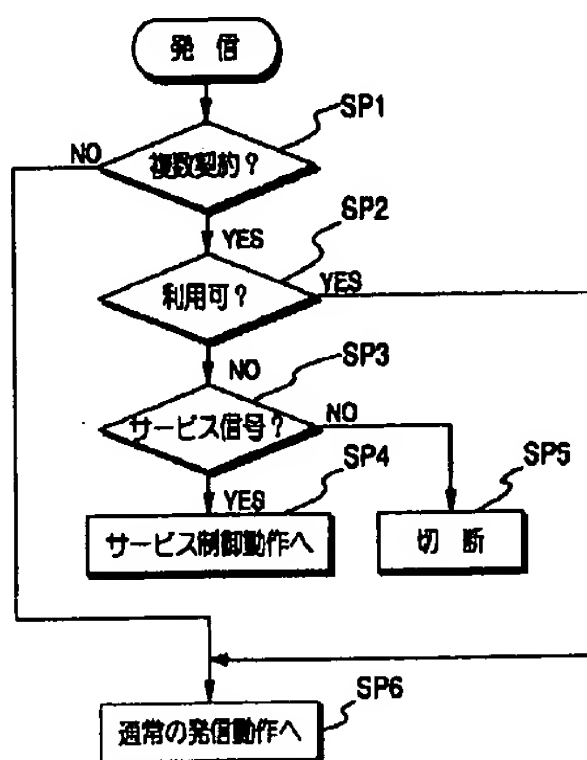 発 信
SP1
NO
複数契約?
SP2
YES
YES
利用可?
SP3
NO
NO
サービス信号?
SP4
SP5
YES
サービス制御動作へ
切 断
SP6
通常の発信動作へ